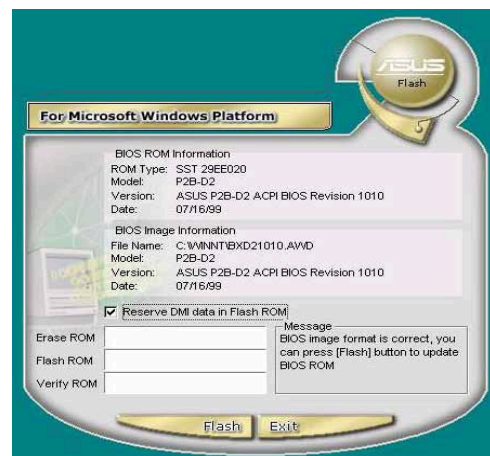 ASUS
Flash
For Microsoft Windows Platform
BIOS ROM Information
ROM Type: SST 29EE020
Model: P2B-D2
Version: ASUS P2B-D2 ACPI BIOS Revision 1010
Date: 07/16/99
BIOS Image Information
File Name: C:\WINNT\BXD21010.AWD
Model: P2B-D2
Version: ASUS P2B-D2 ACPI BIOS Revision 1010
Date: 07/16/99
Reserve DMI data in Flash ROM
Erase ROM
Flash ROM
Verify ROM
Message
BIOS image format is correct, you
can press [Flash] button to update
BIOS ROM
Flash Exit